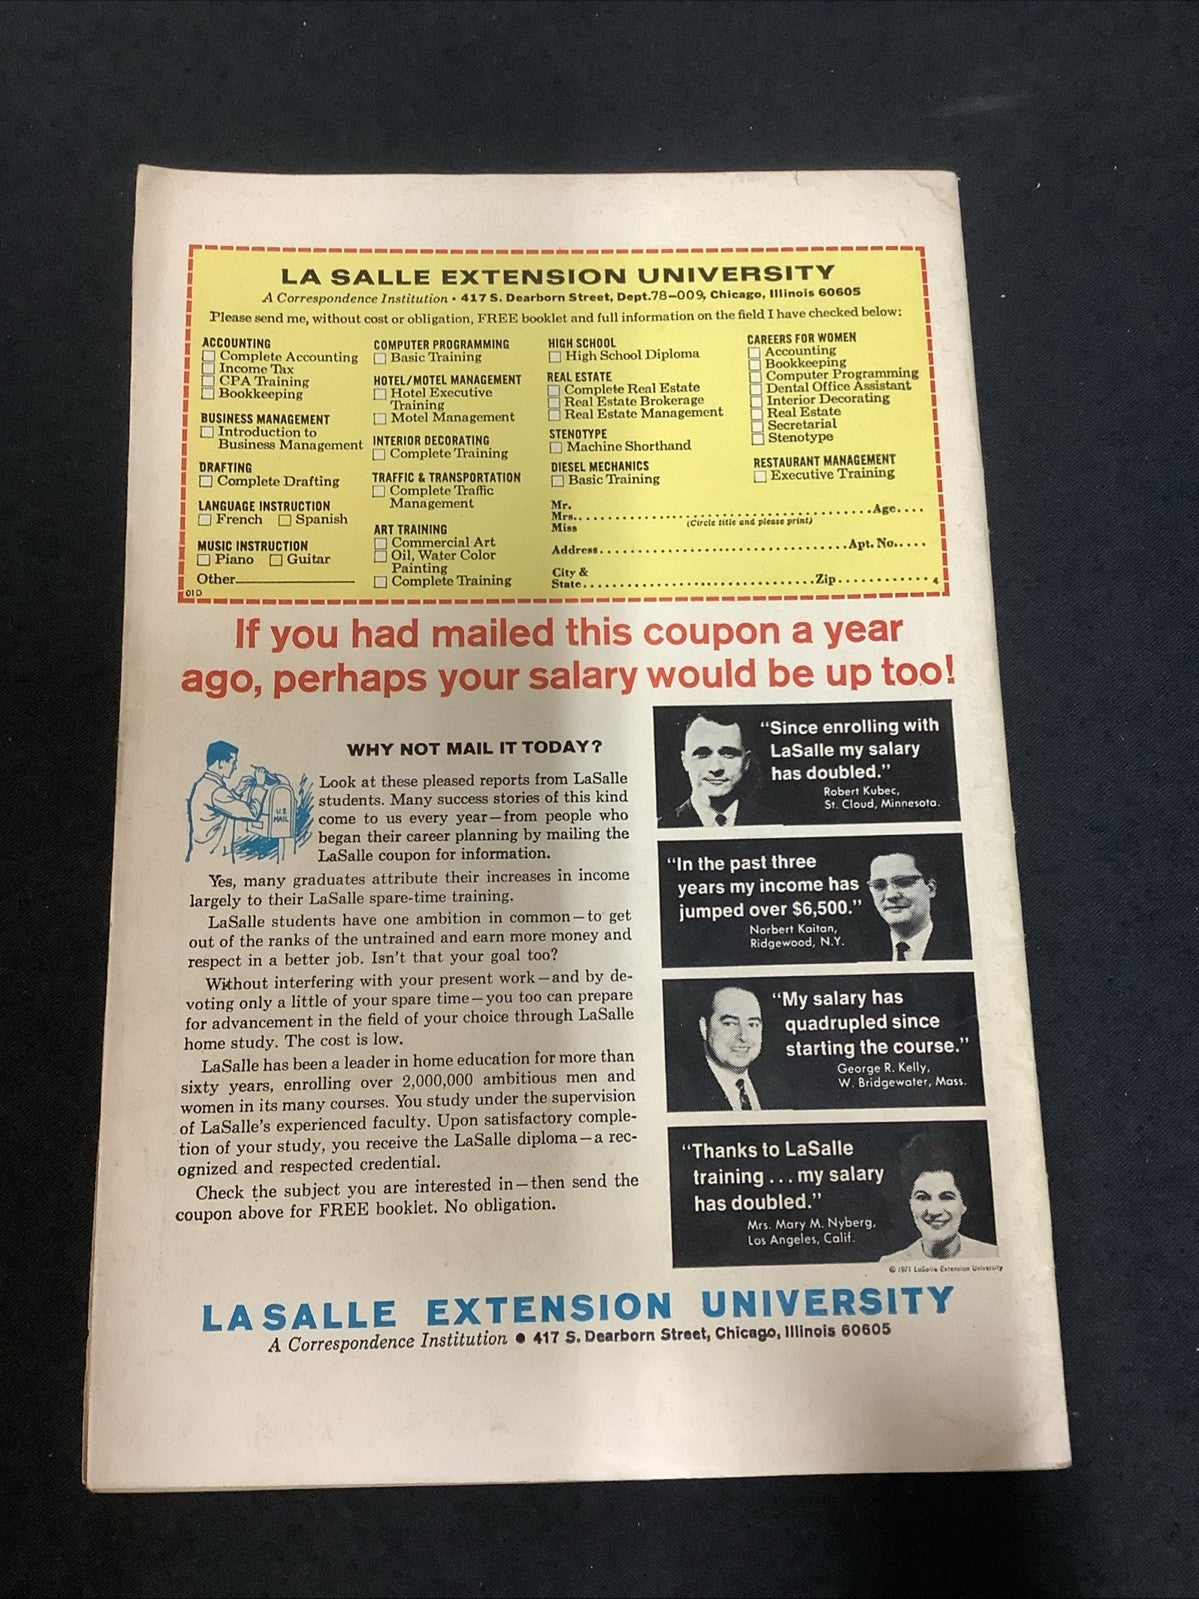 LA SALLE EXTENSION UNIVERSITY
A Correspondence Institution • 417 S. Dearborn Street, Dept.78-009, Chicago, Illinois 60605
Please send me, without cost or obligation, FREE booklet and full information on the field I have checked below:
ACCOUNTING
Complete Accounting
Income Tax
CPA Training
Bookkeeping
BUSINESS MANAGEMENT
Introduction to
Business Management
DRAFTING
Complete Drafting
LANGUAGE INSTRUCTION
French Spanish
MUSIC INSTRUCTION
Piano Guitar
Other
01D
COMPUTER PROGRAMMING
Basic Training
HOTEL/MOTEL MANAGEMENT
Hotel Executive
Training
Motel Management
INTERIOR DECORATING
Complete Training
TRAFFIC & TRANSPORTATION
Complete Traffic
Management
ART TRAINING
Commercial Art
Oil, Water Color
Painting
Complete Training
HIGH SCHOOL
High School Diploma
REAL ESTATE
Complete Real Estate
Real Estate Brokerage
Real Estate Management
STENOTYPE
Machine Shorthand
DIESEL MECHANICS
Basic Training
CAREERS FOR WOMEN
Accounting
Bookkeeping
Computer Programming
Dental Office Assistant
Interior Decorating
Real Estate
Secretarial
Stenotype
RESTAURANT MANAGEMENT
Executive Training
Mr.
Mrs. Age
Miss (Circle title and please print)
Address Apt. No.
City &
State Zip 4
If you had mailed this coupon a year
ago, perhaps your salary would be up too!
WHY NOT MAIL IT TODAY?
U.S.
MAIL
Look at these pleased reports from LaSalle
students. Many success stories of this kind
come to us every year—from people who
began their career planning by mailing the
LaSalle coupon for information.
Yes, many graduates attribute their increases in income
largely to their LaSalle spare-time training.
LaSalle students have one ambition in common—to get
out of the ranks of the untrained and earn more money and
respect in a better job. Isn't that your goal too?
Without interfering with your present work—and by de-
voting only a little of your spare time—you too can prepare
for advancement in the field of your choice through LaSalle
home study. The cost is low.
LaSalle has been a leader in home education for more than
sixty years, enrolling over 2,000,000 ambitious men and
women in its many courses. You study under the supervision
of LaSalle's experienced faculty. Upon satisfactory comple-
tion of your study, you receive the LaSalle diploma—a rec-
ognized and respected credential.
Check the subject you are interested in—then send the
coupon above for FREE booklet. No obligation.
"Since enrolling with
LaSalle my salary
has doubled."
Robert Kubec,
St. Cloud, Minnesota.
"In the past three
years my income has
jumped over $6,500."
Norbert Kaitan,
Ridgewood, N.Y.
"My salary has
quadrupled since
starting the course."
George R. Kelly,
W. Bridgewater, Mass.
"Thanks to LaSalle
training . . . my salary
has doubled."
Mrs. Mary M. Nyberg,
Los Angeles, Calif.
© 1971 LaSalle Extension University
LASALLE EXTENSION UNIVERSITY
A Correspondence Institution • 417 S. Dearborn Street, Chicago, Illinois 60605